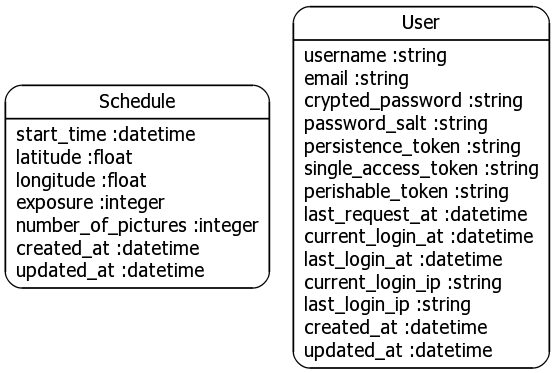 Schedule
start_time :datetime
latitude :float
longitude :float
exposure :integer
number_of_pictures :integer
created_at :datetime
updated_at :datetime
User
username :string
email :string
crypted_password :string
password_salt :string
persistence_token :string
single_access_token :string
perishable_token :string
last_request_at :datetime
current_login_at :datetime
last_login_at :datetime
current_login_ip :string
last_login_ip :string
created_at :datetime
updated_at :datetime